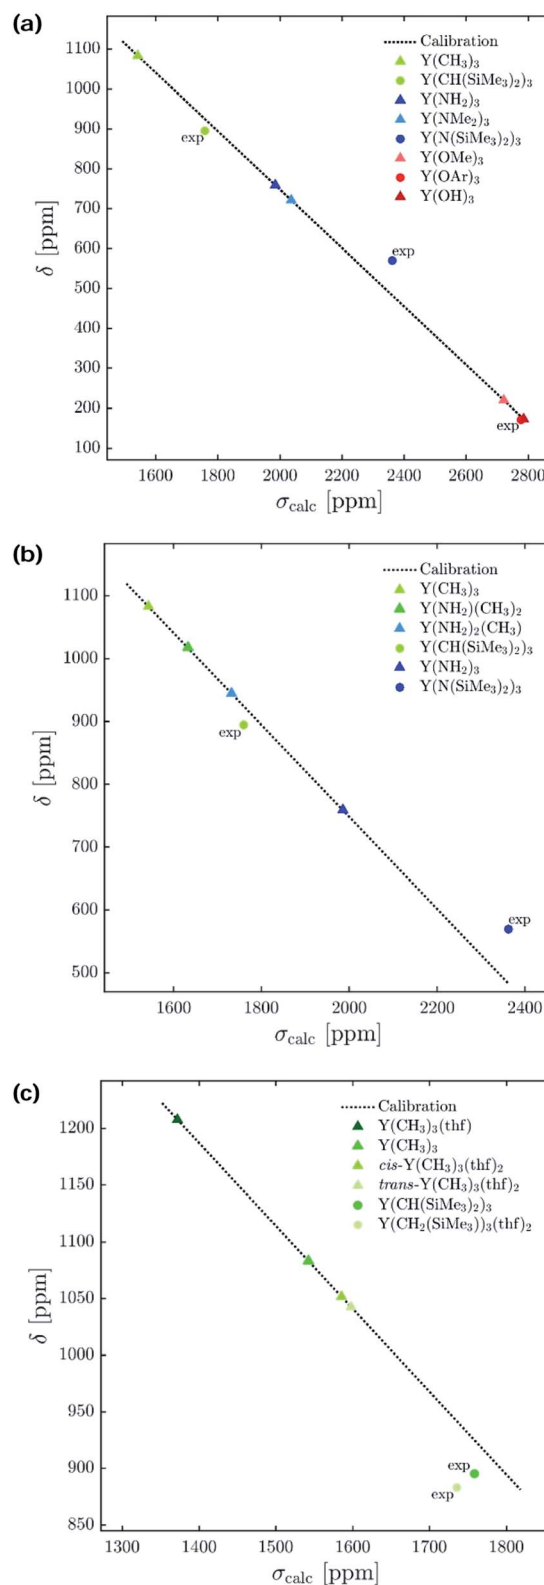 (a)
1100
1000
900
800
700
600
500
400
300
200
100
δ [ppm]
Calibration
Y(CH₃)₃
Y(CH(SiMe₃)₂)₃
Y(NH₂)₃
Y(NMe₂)₃
Y(N(SiMe₃)₂)₃
Y(OMe)₃
Y(OAr)₃
Y(OH)₃
exp
exp
exp
1600 1800 2000 2200 2400 2600 2800
σcalc [ppm]
(b)
1100
1000
900
800
700
600
500
δ [ppm]
Calibration
Y(CH₃)₃
Y(NH₂)(CH₃)₂
Y(NH₂)₂(CH₃)
Y(CH(SiMe₃)₂)₃
Y(NH₂)₃
Y(N(SiMe₃)₂)₃
exp
exp
1600 1800 2000 2200 2400
σcalc [ppm]
(c)
1200
1150
1100
1050
1000
950
900
850
δ [ppm]
Calibration
Y(CH₃)₃(thf)
Y(CH₃)₃
cis-Y(CH₃)₃(thf)₂
trans-Y(CH₃)₃(thf)₂
Y(CH(SiMe₃)₂)₃
Y(CH₂(SiMe₃))₃(thf)₂
exp
exp
1300 1400 1500 1600 1700 1800
σcalc [ppm]